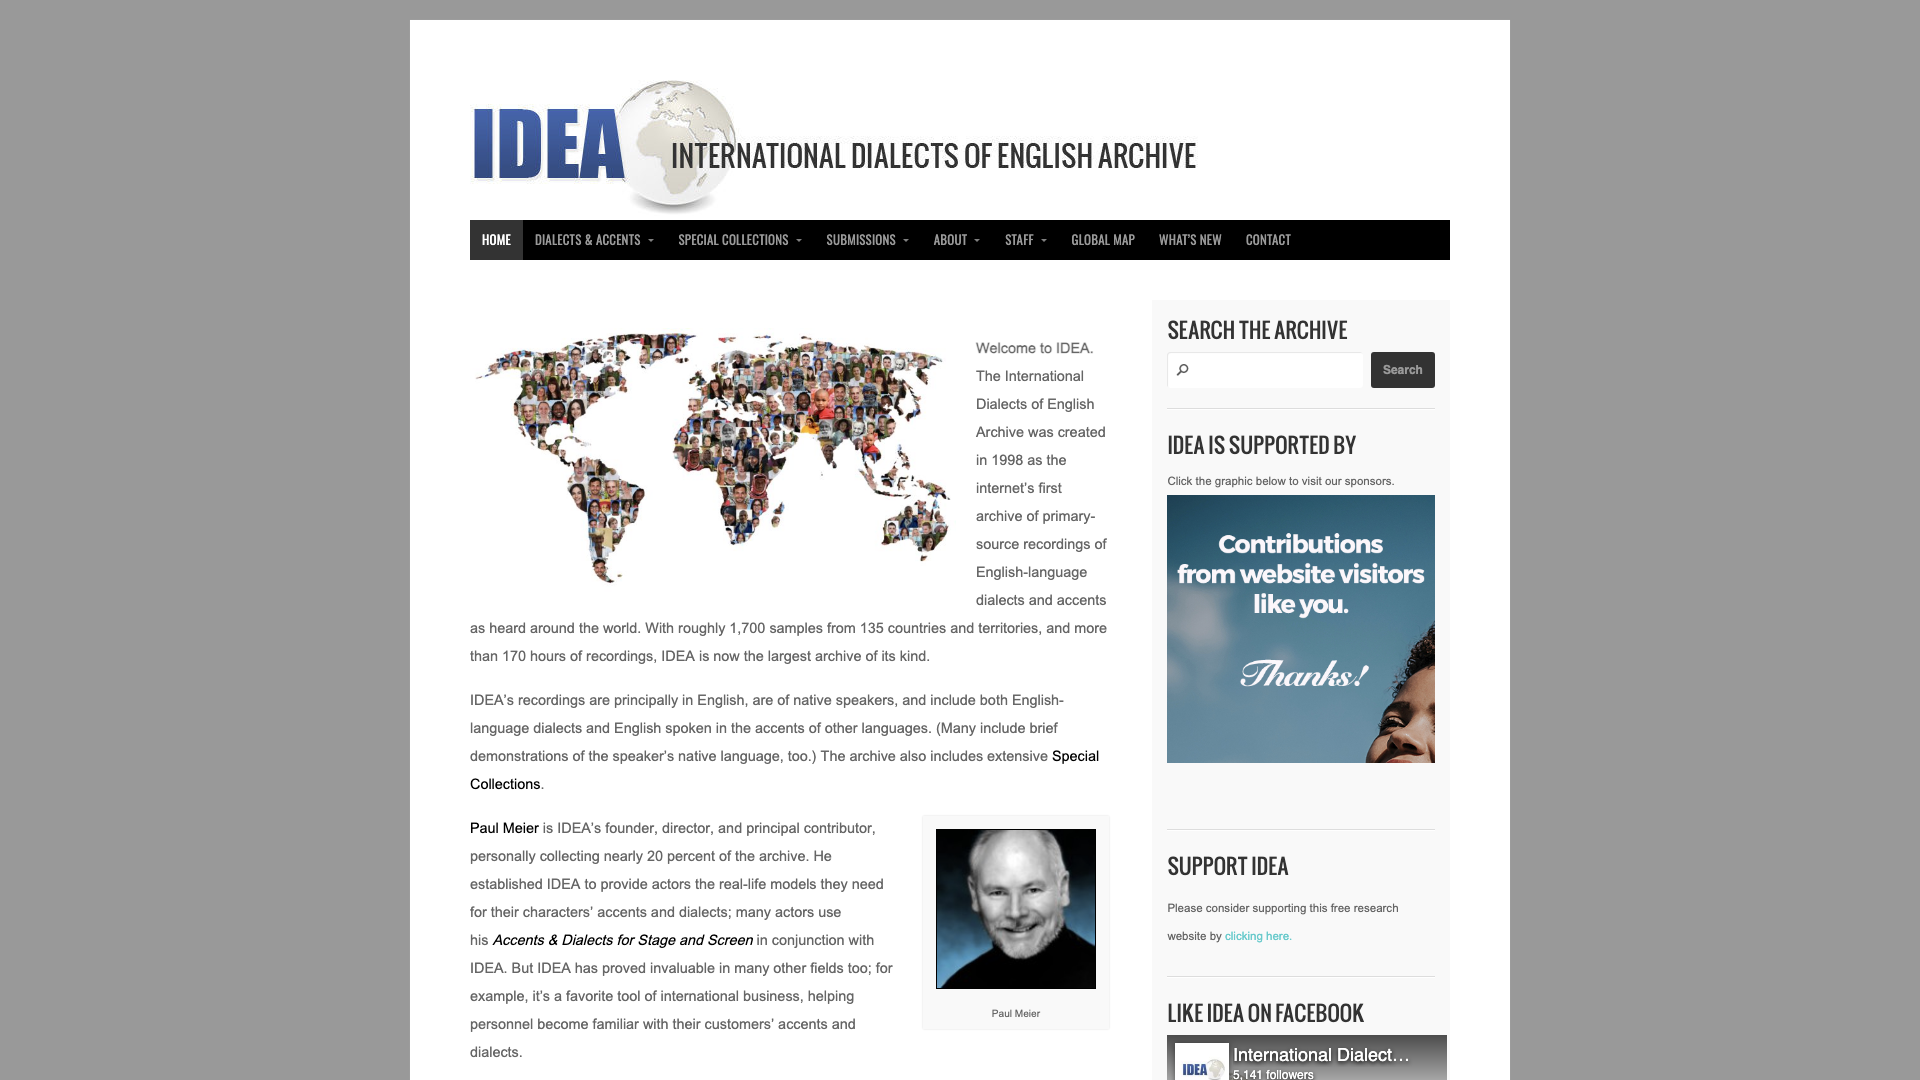 IDEA
INTERNATIONAL DIALECTS OF ENGLISH ARCHIVE
HOME
DIALECTS & ACCENTS
SPECIAL COLLECTIONS
SUBMISSIONS
ABOUT
STAFF
GLOBAL MAP
WHAT'S NEW
CONTACT
Welcome to IDEA.
The International
Dialects of English
Archive was created
in 1998 as the
internet’s first
archive of primary-
source recordings of
English-language
dialects and accents
as heard around the world. With roughly 1,700 samples from 135 countries and territories, and more
than 170 hours of recordings, IDEA is now the largest archive of its kind.
IDEA’s recordings are principally in English, are of native speakers, and include both English-
language dialects and English spoken in the accents of other languages. (Many include brief
demonstrations of the speaker’s native language, too.) The archive also includes extensive Special
Collections.
Paul Meier is IDEA’s founder, director, and principal contributor,
personally collecting nearly 20 percent of the archive. He
established IDEA to provide actors the real-life models they need
for their characters’ accents and dialects; many actors use
his Accents & Dialects for Stage and Screen in conjunction with
IDEA. But IDEA has proved invaluable in many other fields too; for
example, it’s a favorite tool of international business, helping
personnel become familiar with their customers’ accents and
dialects.
Paul Meier
SEARCH THE ARCHIVE
Search
IDEA IS SUPPORTED BY
Click the graphic below to visit our sponsors.
Contributions
from website visitors
like you.
Thanks!
SUPPORT IDEA
Please consider supporting this free research
website by clicking here.
LIKE IDEA ON FACEBOOK
IDEA
International Dialect…
5,141 followers